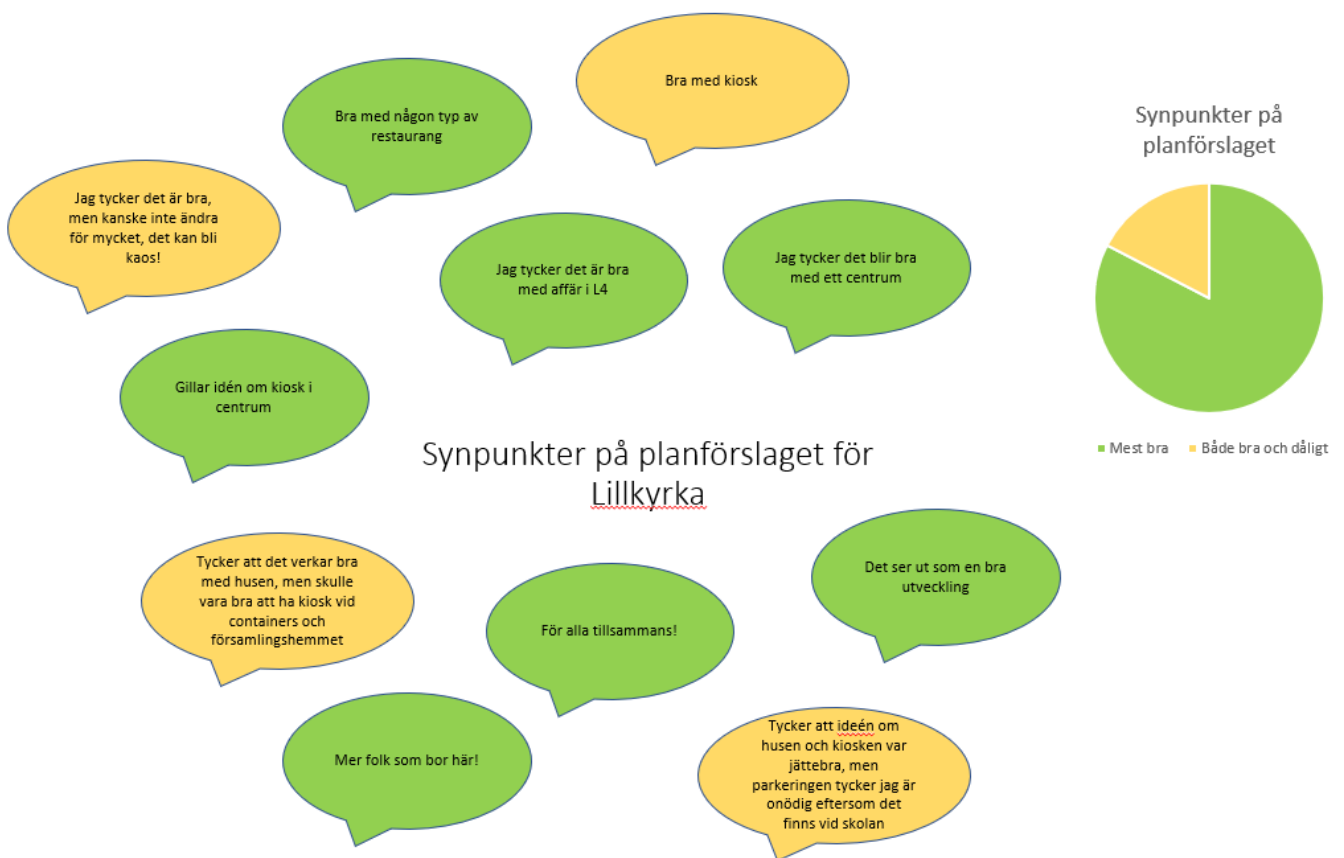 Bra med kiosk
Bra med någon typ av
restaurang
Synpunkter på
planförslaget
Jag tycker det är bra,
men kanske inte ändra
för mycket, det kan bli
kaos!
Jag tycker det är bra
med affär i L4
Jag tycker det blir bra
med ett centrum
Gillar idén om kiosk i
centrum
Mest bra
Både bra och dåligt
Synpunkter på planförslaget för
Lillkyrka
Tycker att det verkar bra
med husen, men skulle
vara bra att ha kiosk vid
containers och
församlingshemmet
För alla tillsammans!
Det ser ut som en bra
utveckling
Mer folk som bor här!
Tycker att ideén om
husen och kiosken var
jättebra, men
parkeringen tycker jag är
onödig eftersom det
finns vid skolan